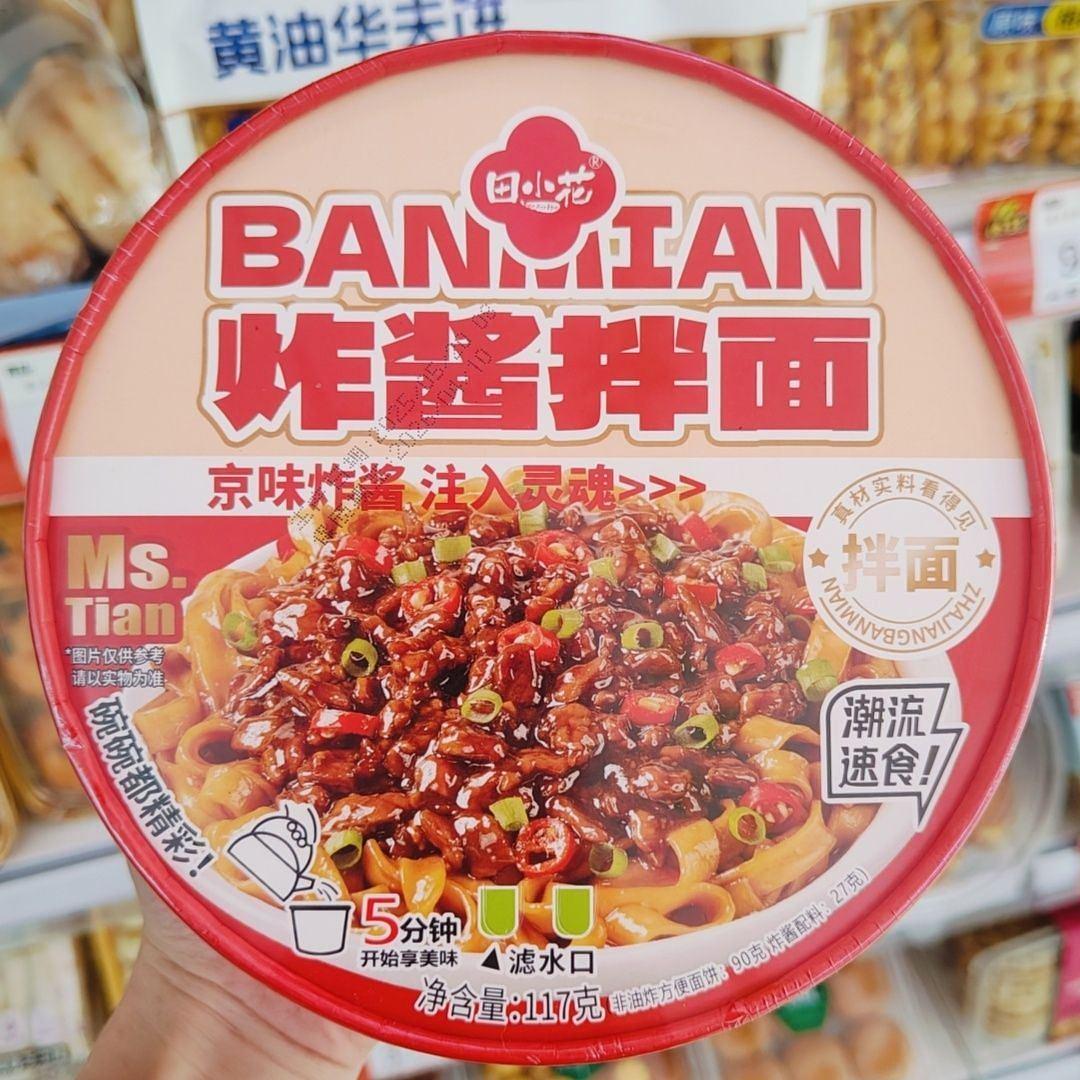 黄油华夫饼
田小花®
BANMIAN
炸酱拌面
京味炸酱 注入灵魂>>>
真材实料看得见
拌面
ZHAJIANGBANMIAN
Ms.
Tian
*图片仅供参考
请以实物为准
碗碗都精彩!
潮流
速食!
5分钟
开始享美味
滤水口
净含量:117克
非油炸方便面饼: 90克 炸酱配料: 27克)